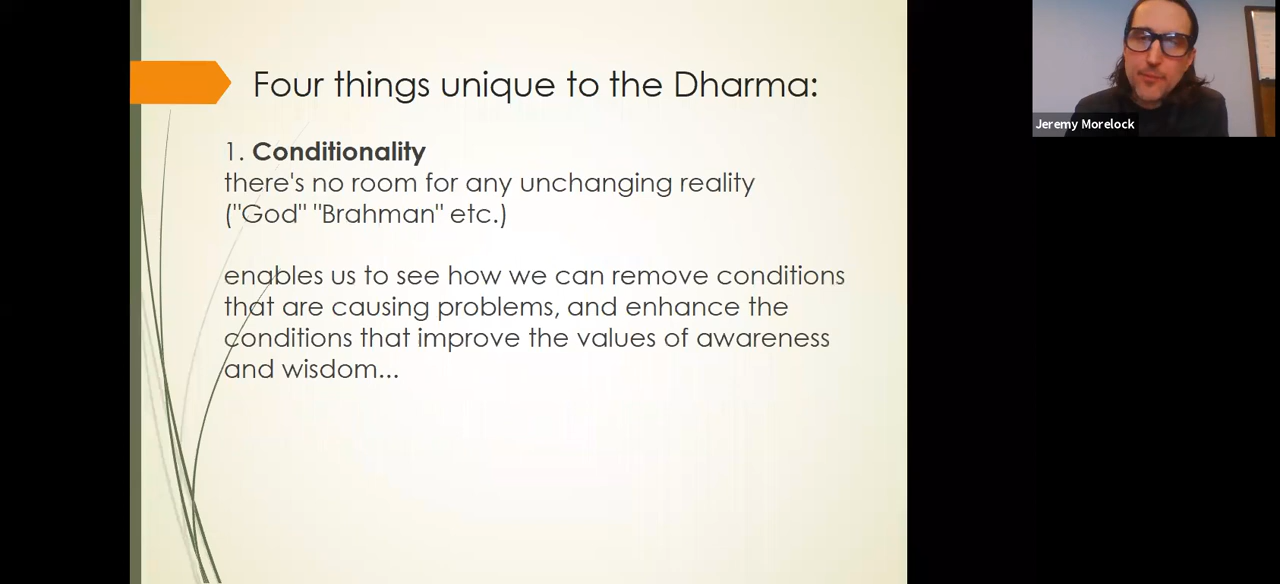 Four things unique to the Dharma:
1. Conditionality
there's no room for any unchanging reality
("God" "Brahman" etc.)
enables us to see how we can remove conditions
that are causing problems, and enhance the
conditions that improve the values of awareness
and wisdom...
Jeremy Morelock